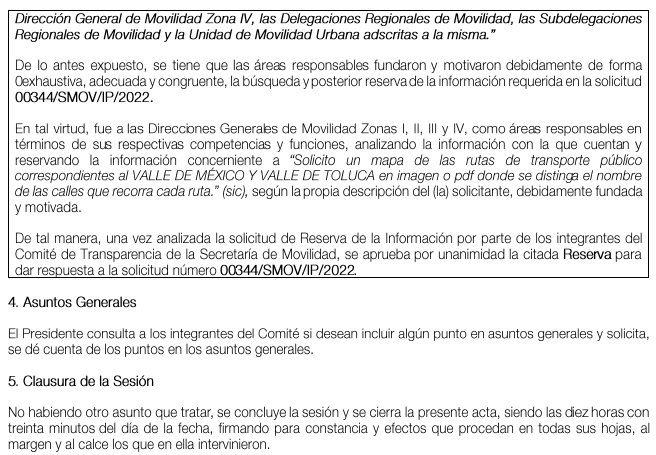 Dirección General de Movilidad Zona IV, las Delegaciones Regionales de Movilidad, las Subdelegaciones
Regionales de Movilidad y la Unidad de Movilidad Urbana adscritas a la misma.”
De lo antes expuesto, se tiene que las áreas responsables fundaron y motivaron debidamente de forma
0exhaustiva, adecuada y congruente, la búsqueda y posterior reserva de la información requerida en la solicitud
00344/SMOV/IP/2022.
En tal virtud, fue a las Direcciones Generales de Movilidad Zonas I, II, III y IV, como áreas responsables en
términos de sus respectivas competencias y funciones, analizando la información con la que cuentan y
reservando la información concerniente a “Solicito un mapa de las rutas de transporte público
correspondientes al VALLE DE MÉXICO Y VALLE DE TOLUCA en imagen o pdf donde se distinga el nombre
de las calles que recorra cada ruta.” (sic), según la propia descripción del (la) solicitante, debidamente fundada
y motivada.
De tal manera, una vez analizada la solicitud de Reserva de la Información por parte de los integrantes del
Comité de Transparencia de la Secretaría de Movilidad, se aprueba por unanimidad la citada Reserva para
dar respuesta a la solicitud número 00344/SMOV/IP/2022.
4. Asuntos Generales
El Presidente consulta a los integrantes del Comité si desean incluir algún punto en asuntos generales y solicita,
se dé cuenta de los puntos en los asuntos generales.
5. Clausura de la Sesión
No habiendo otro asunto que tratar, se concluye la sesión y se cierra la presente acta, siendo las diez horas con
treinta minutos del día de la fecha, firmando para constancia y efectos que procedan en todas sus hojas, al
margen y al calce los que en ella intervinieron.